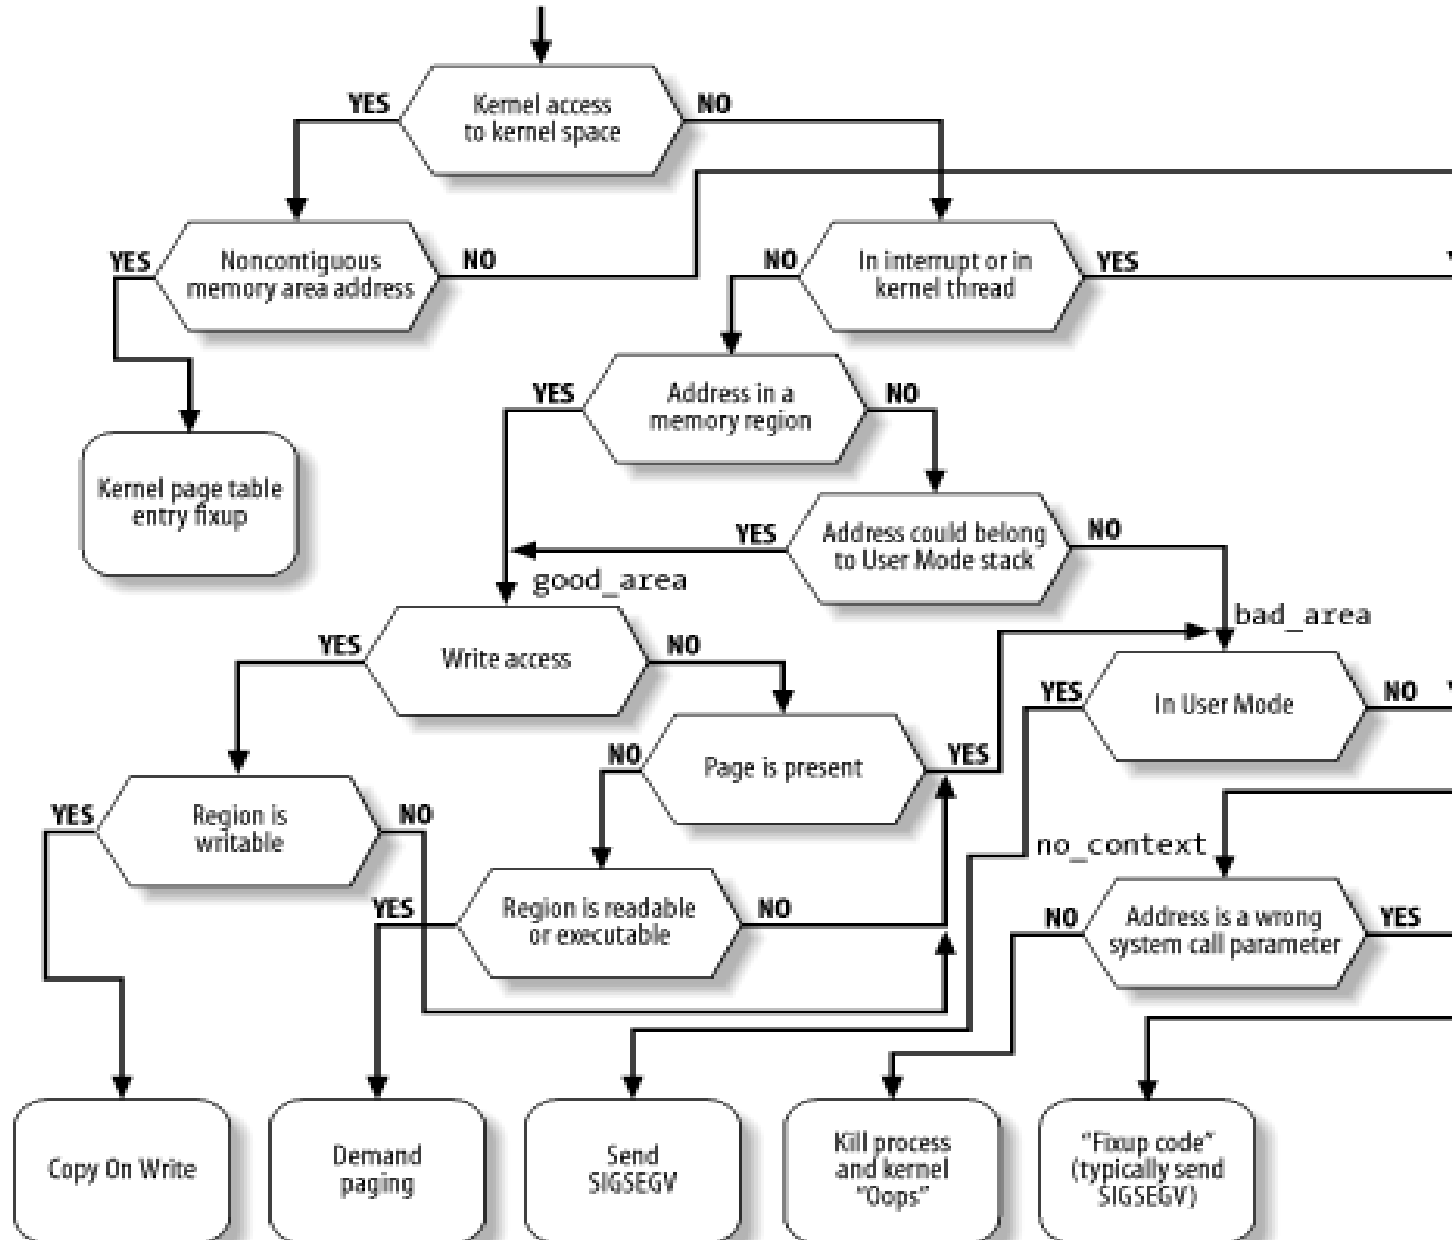 YES
Kernel access
to kernel space
NO
YES
Noncontiguous
memory area address
NO
NO
In interrupt or in
kernel thread
YES
YES
Address in a
memory region
NO
Kernel page table
entry fixup
YES
Address could belong
to User Mode stack
NO
good_area
bad_area
YES
Write access
NO
YES
In User Mode
NO
NO
Page is present
YES
YES
Region is
writable
NO
no_context
YES
Region is readable
or executable
NO
NO
Address is a wrong
system call parameter
YES
Copy On Write
Demand
paging
Send
SIGSEGV
Kill process
and kernel
"Oops"
"Fixup code"
(typically send
SIGSEGV)